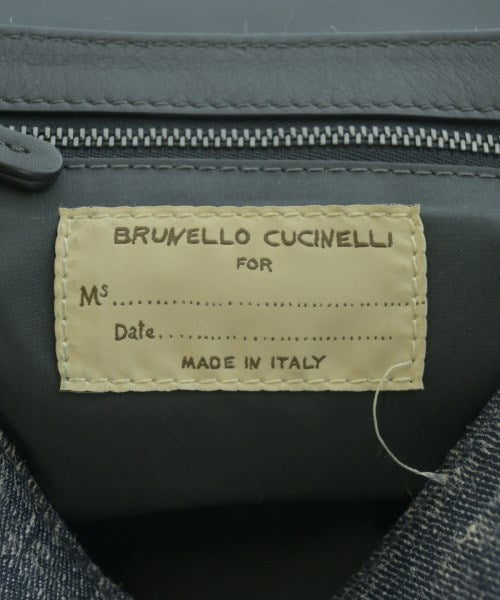 BRUNELLO CUCINELLI
FOR
Ms................................................
Date....................................
MADE IN ITALY